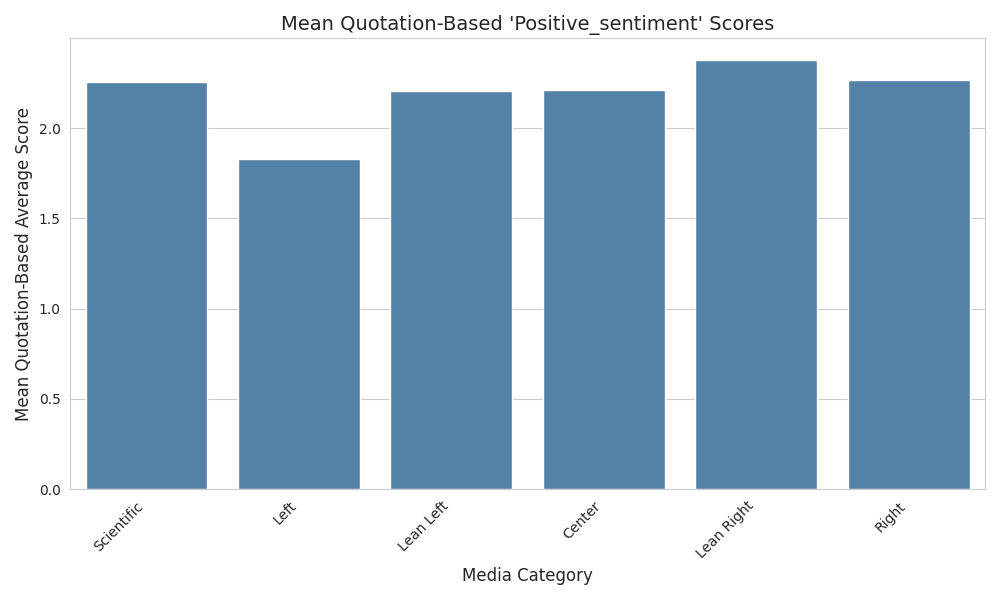 Mean Quotation-Based 'Positive_sentiment' Scores
Mean Quotation-Based Average Score
2.0
1.5
1.0
0.5
0.0
Scientific
Left
Lean Left
Center
Lean Right
Right
Media Category